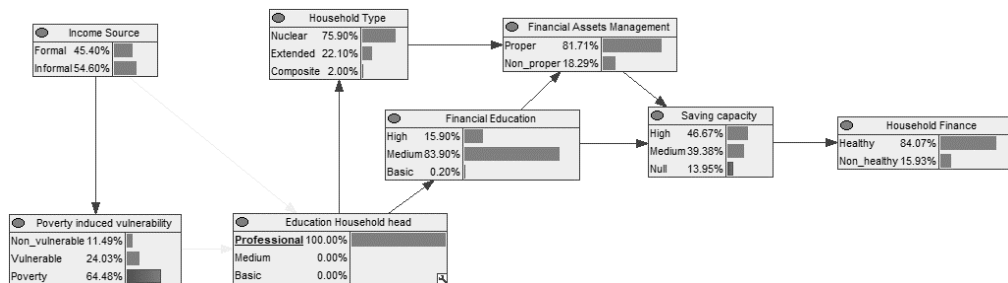 Income Source
Formal 45.40%
Informal 54.60%
Household Type
Nuclear 75.90%
Extended 22.10%
Composite 2.00%
Financial Assets Management
Proper 81.71%
Non_proper 18.29%
Financial Education
High 15.90%
Medium 83.90%
Basic 0.20%
Saving capacity
High 46.67%
Medium 39.38%
Null 13.95%
Household Finance
Healthy 84.07%
Non_healthy 15.93%
Poverty induced vulnerability
Non_vulnerable 11.49%
Vulnerable 24.03%
Poverty 64.48%
Education Household head
Professional 100.00%
Medium 0.00%
Basic 0.00%